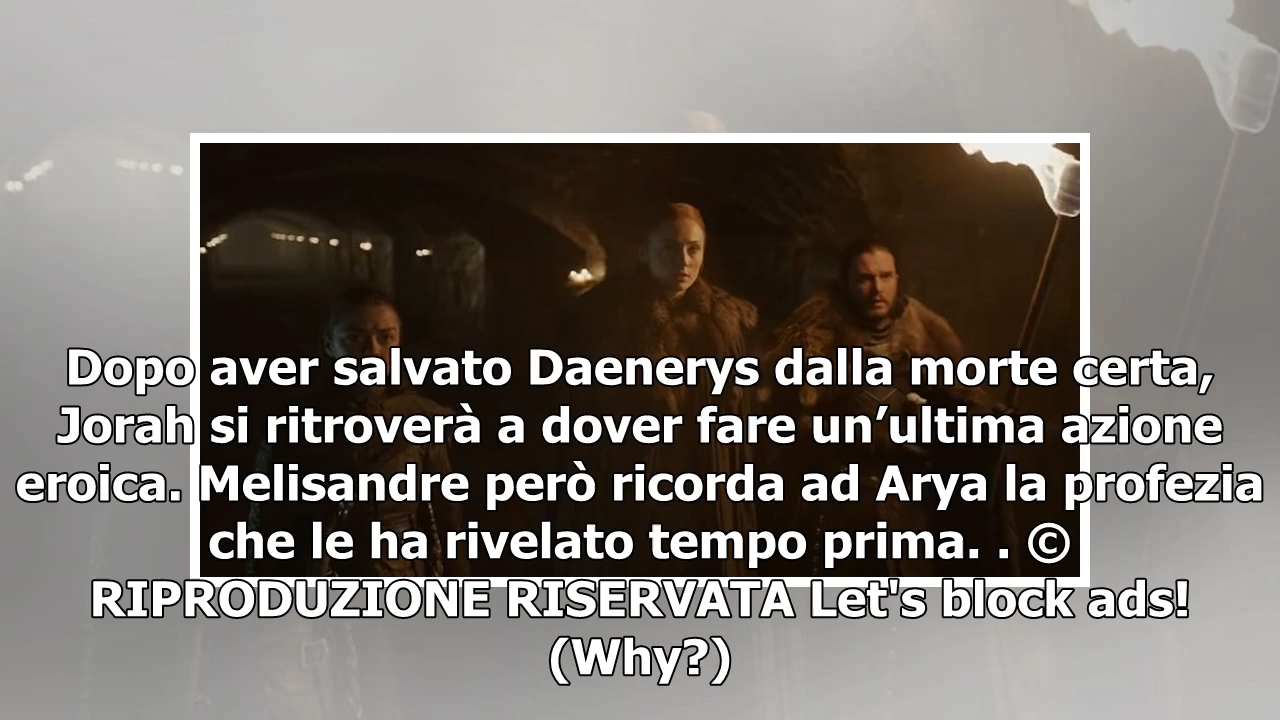 Dopo aver salvato Daenerys dalla morte certa,
Jorah si ritroverà a dover fare un’ultima azione
eroica. Melisandre però ricorda ad Arya la profezia
che le ha rivelato tempo prima. . ©
RIPRODUZIONE RISERVATA Let's block ads!
(Why?)